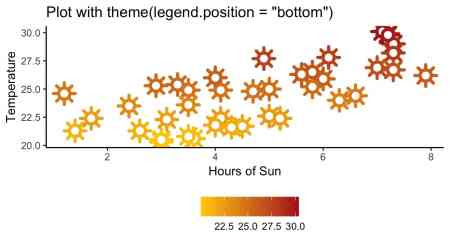 Plot with theme(legend.position = "bottom")
30.0
27.5
25.0
22.5
20.0
Temperature
2 4 6 8
Hours of Sun
22.5 25.0 27.5 30.0